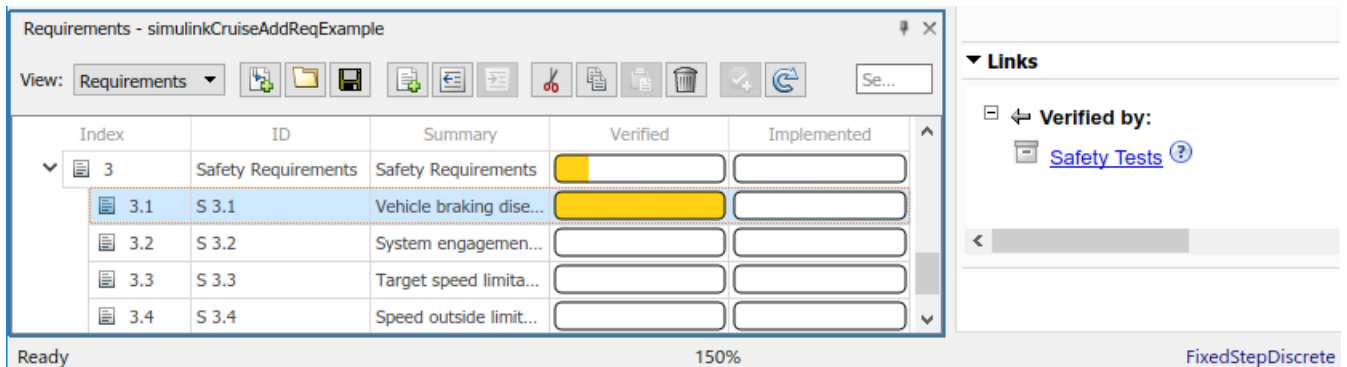 Requirements - simulinkCruiseAddReqExample
View: Requirements Se...
Index ID Summary Verified Implemented
3 Safety Requirements Safety Requirements
3.1 S 3.1 Vehicle braking dise...
3.2 S 3.2 System engagemen...
3.3 S 3.3 Target speed limita...
3.4 S 3.4 Speed outside limit...
Links
Verified by:
Safety Tests ?
Ready 150% FixedStepDiscrete